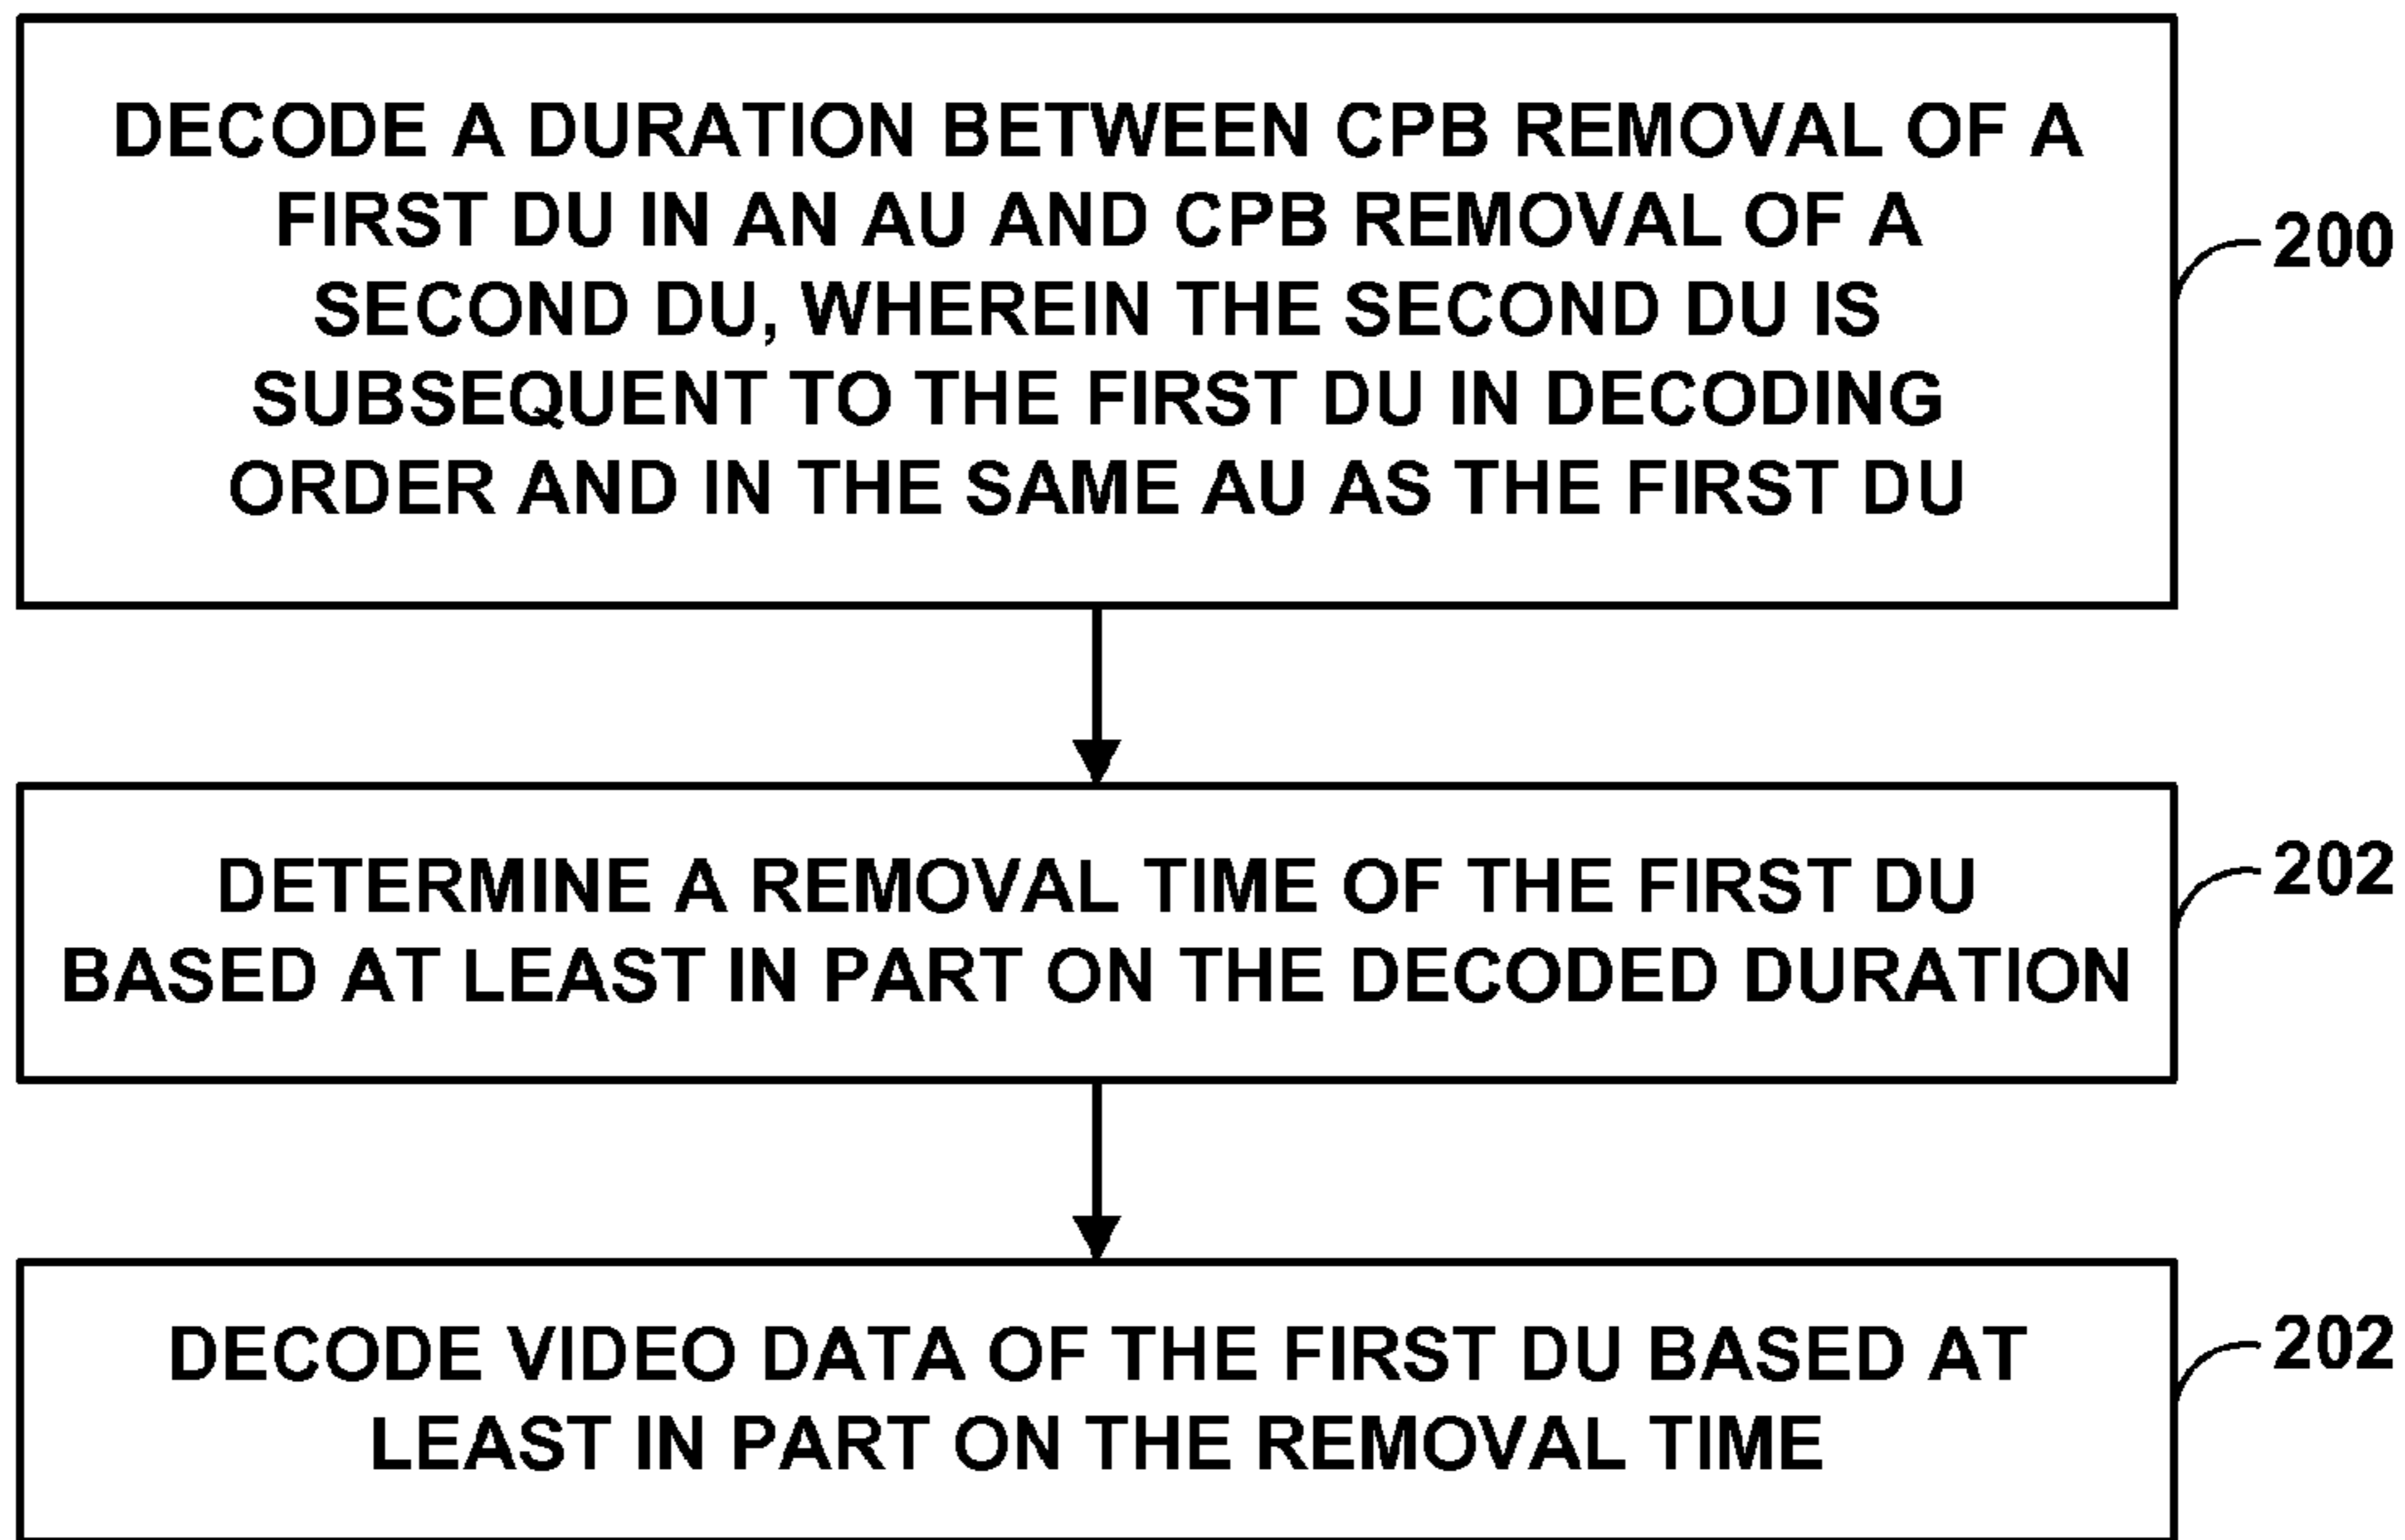 DECODE A DURATION BETWEEN CPB REMOVAL OF A
FIRST DU IN AN AU AND CPB REMOVAL OF A
SECOND DU, WHEREIN THE SECOND DU IS
SUBSEQUENT TO THE FIRST DU IN DECODING
ORDER AND IN THE SAME AU AS THE FIRST DU
200
DETERMINE A REMOVAL TIME OF THE FIRST DU
BASED AT LEAST IN PART ON THE DECODED DURATION
202
DECODE VIDEO DATA OF THE FIRST DU BASED AT
LEAST IN PART ON THE REMOVAL TIME
202